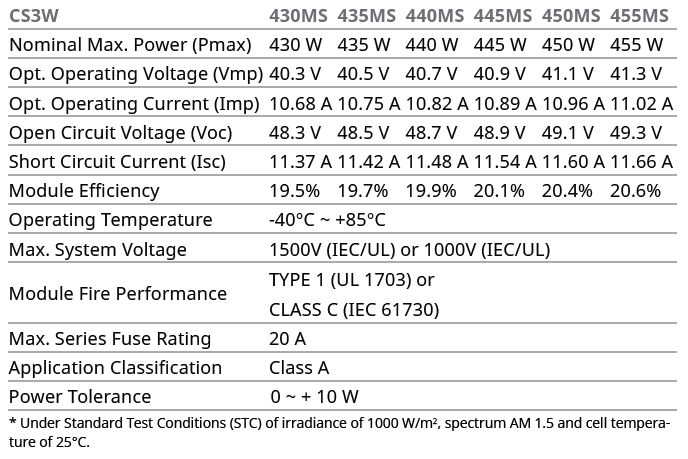 CS3W 430MS 435MS 440MS 445MS 450MS 455MS
Nominal Max. Power (Pmax) 430 W 435 W 440 W 445 W 450 W 455 W
Opt. Operating Voltage (Vmp) 40.3 V 40.5 V 40.7 V 40.9 V 41.1 V 41.3 V
Opt. Operating Current (Imp) 10.68 A 10.75 A 10.82 A 10.89 A 10.96 A 11.02 A
Open Circuit Voltage (Voc) 48.3 V 48.5 V 48.7 V 48.9 V 49.1 V 49.3 V
Short Circuit Current (Isc) 11.37 A 11.42 A 11.48 A 11.54 A 11.60 A 11.66 A
Module Efficiency 19.5% 19.7% 19.9% 20.1% 20.4% 20.6%
Operating Temperature -40°C ~ +85°C
Max. System Voltage 1500V (IEC/UL) or 1000V (IEC/UL)
Module Fire Performance TYPE 1 (UL 1703) or
CLASS C (IEC 61730)
Max. Series Fuse Rating 20 A
Application Classification Class A
Power Tolerance 0 ~ + 10 W
* Under Standard Test Conditions (STC) of irradiance of 1000 W/m², spectrum AM 1.5 and cell tempera-
ture of 25°C.